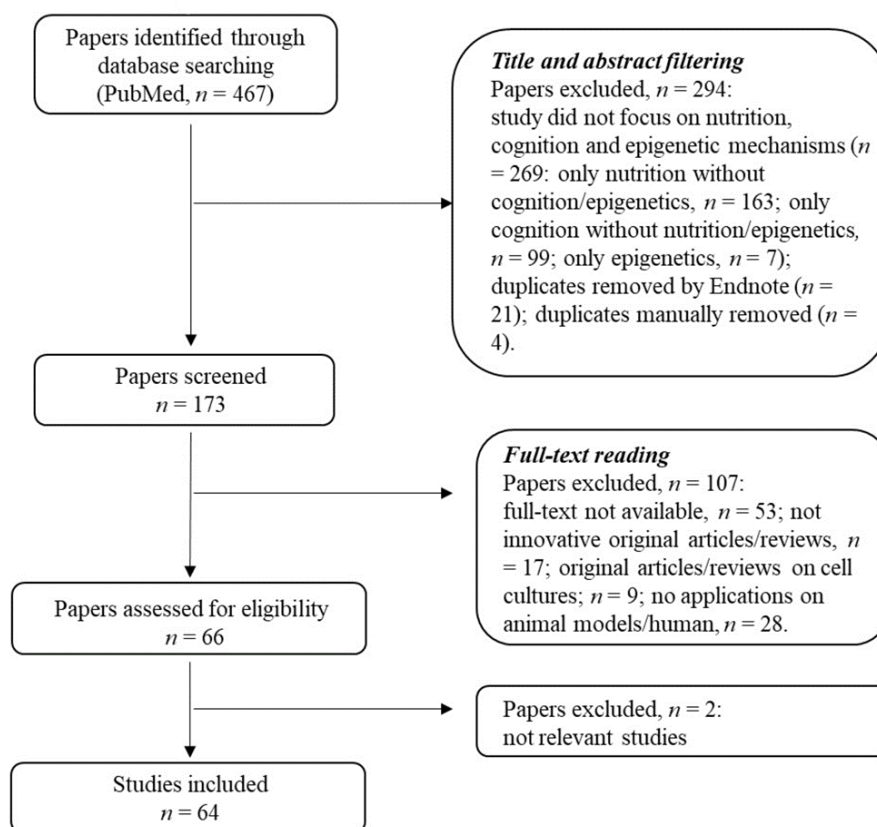 Papers identified through
database searching
(PubMed, n = 467)
Title and abstract filtering
Papers excluded, n = 294:
study did not focus on nutrition,
cognition and epigenetic mechanisms (n
= 269: only nutrition without
cognition/epigenetics, n = 163; only
cognition without nutrition/epigenetics,
n = 99; only epigenetics, n = 7);
duplicates removed by Endnote (n =
21); duplicates manually removed (n =
4).
Papers screened
n = 173
Full-text reading
Papers excluded, n = 107:
full-text not available, n = 53; not
innovative original articles/reviews, n
= 17; original articles/reviews on cell
cultures; n = 9; no applications on
animal models/human, n = 28.
Papers assessed for eligibility
n = 66
Papers excluded, n = 2:
not relevant studies
Studies included
n = 64